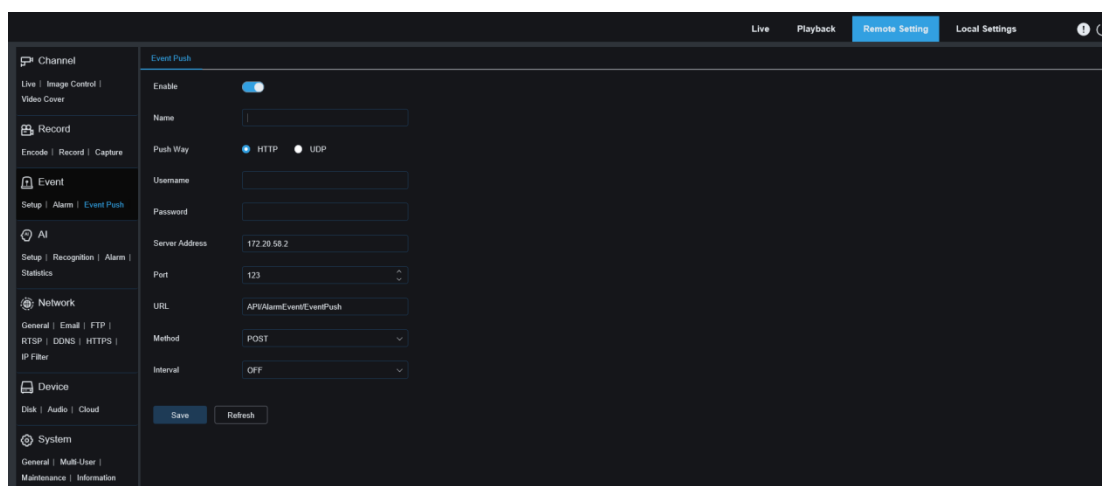 Live Playback Remote Setting Local Settings
Channel
Live | Image Control |
Video Cover
Record
Encode | Record | Capture
Event
Setup | Alarm | Event Push
AI
Setup | Recognition | Alarm |
Statistics
Network
General | Email | FTP |
RTSP | DDNS | HTTPS |
IP Filter
Device
Disk | Audio | Cloud
System
General | Multi-User |
Maintenance | Information
Event Push
Enable
Name
Push Way HTTP UDP
Username
Password
Server Address 172.20.58.2
Port 123
URL API/AlarmEvent/EventPush
Method POST
Interval OFF
Save Refresh